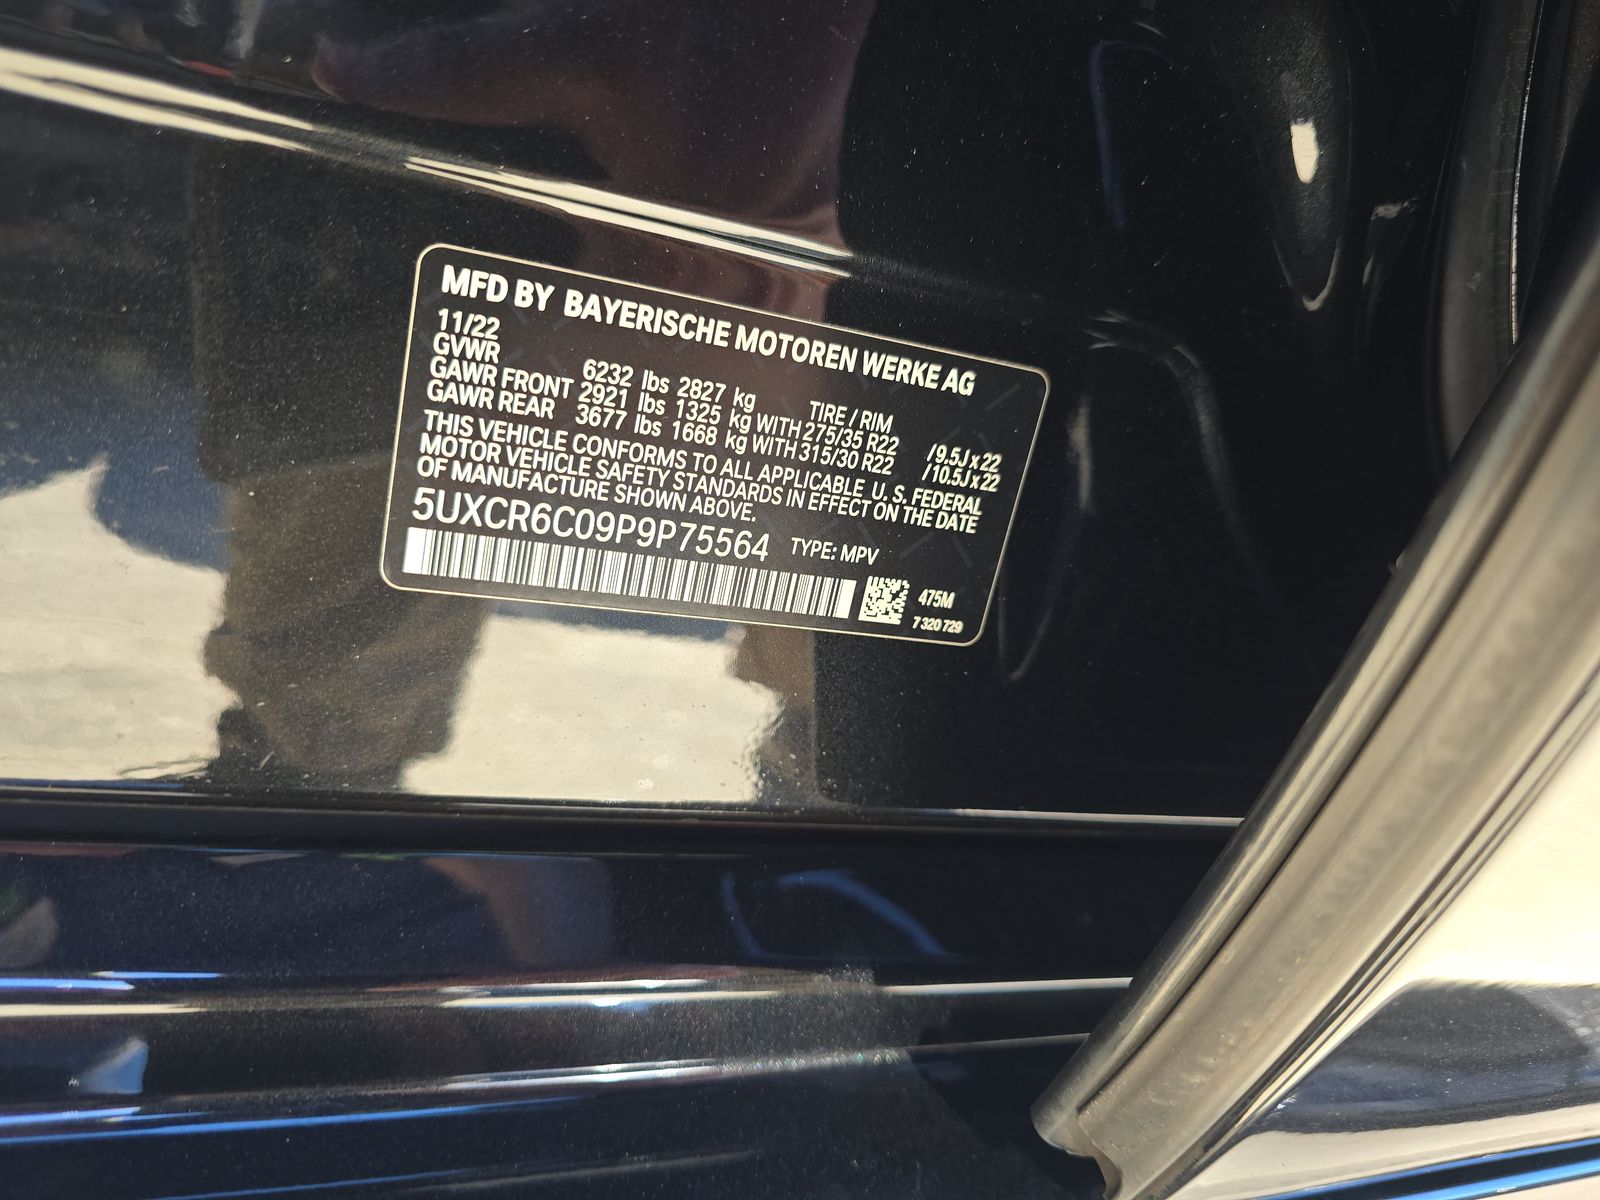 MFD BY BAYERISCHE MOTOREN WERKE AG
11/22
GVWR 6232 lbs 2827 kg TIRE / RIM
GAWR FRONT 2921 lbs 1325 kg WITH 275/35 R22 /9.5J x 22
GAWR REAR 3677 lbs 1668 kg WITH 315/30 R22 /10.5J x 22
THIS VEHICLE CONFORMS TO ALL APPLICABLE U. S. FEDERAL
MOTOR VEHICLE SAFETY STANDARDS IN EFFECT ON THE DATE
OF MANUFACTURE SHOWN ABOVE.
5UXCR6C09P9P75564 TYPE: MPV
475M
7 320 729